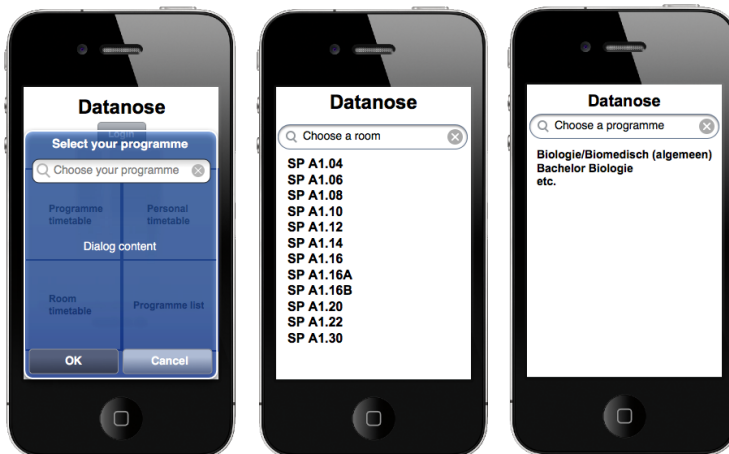 Datanose
Login
Select your programme
Choose your programme
Programme timetable
Personal timetable
Dialog content
Room timetable
Programme list
OK
Cancel
Datanose
Choose a room
SP A1.04
SP A1.06
SP A1.08
SP A1.10
SP A1.12
SP A1.14
SP A1.16
SP A1.16A
SP A1.16B
SP A1.20
SP A1.22
SP A1.30
Datanose
Choose a programme
Biologie/Biomedisch (algemeen)
Bachelor Biologie
etc.